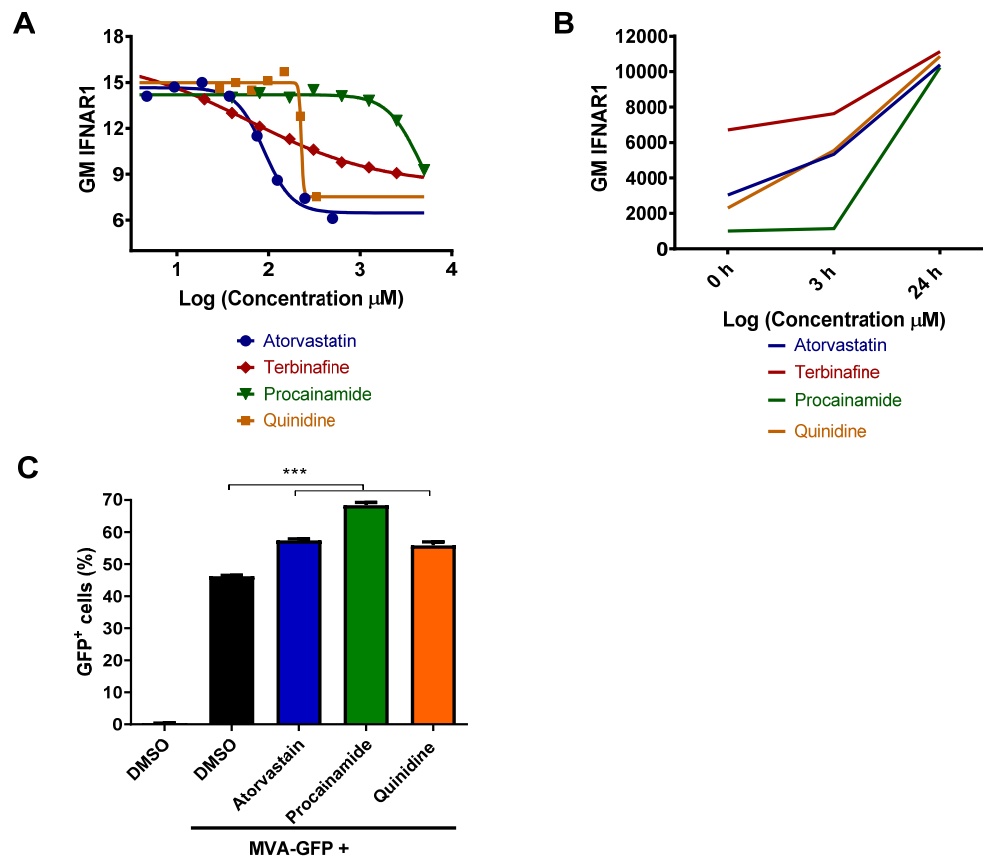 A
GM IFNAR1
18
15
12
9
6
1 2 3 4
Log (Concentration μM)
Atorvastatin
Terbinafine
Procainamide
Quinidine
B
GM IFNAR1
12000
10000
8000
6000
4000
2000
0
0 h 3 h 24 h
Log (Concentration μM)
Atorvastatin
Terbinafine
Procainamide
Quinidine
C
GFP+ cells (%)
***
70
60
50
40
30
20
10
0
DMSO DMSO Atorvastain Procainamide Quinidine
MVA-GFP +